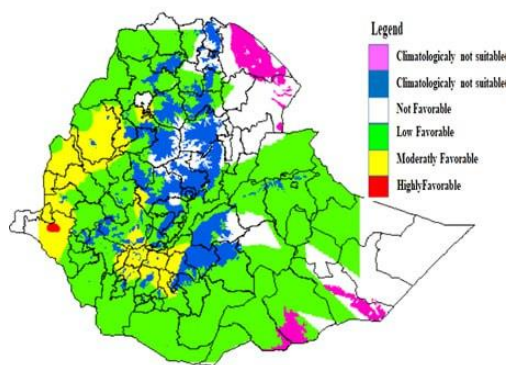 Legend
Climatologicaly not suitable
Climatologicaly not suitable
Not Favorable
Low Favorable
Moderatly Favorable
HighlyFavorable